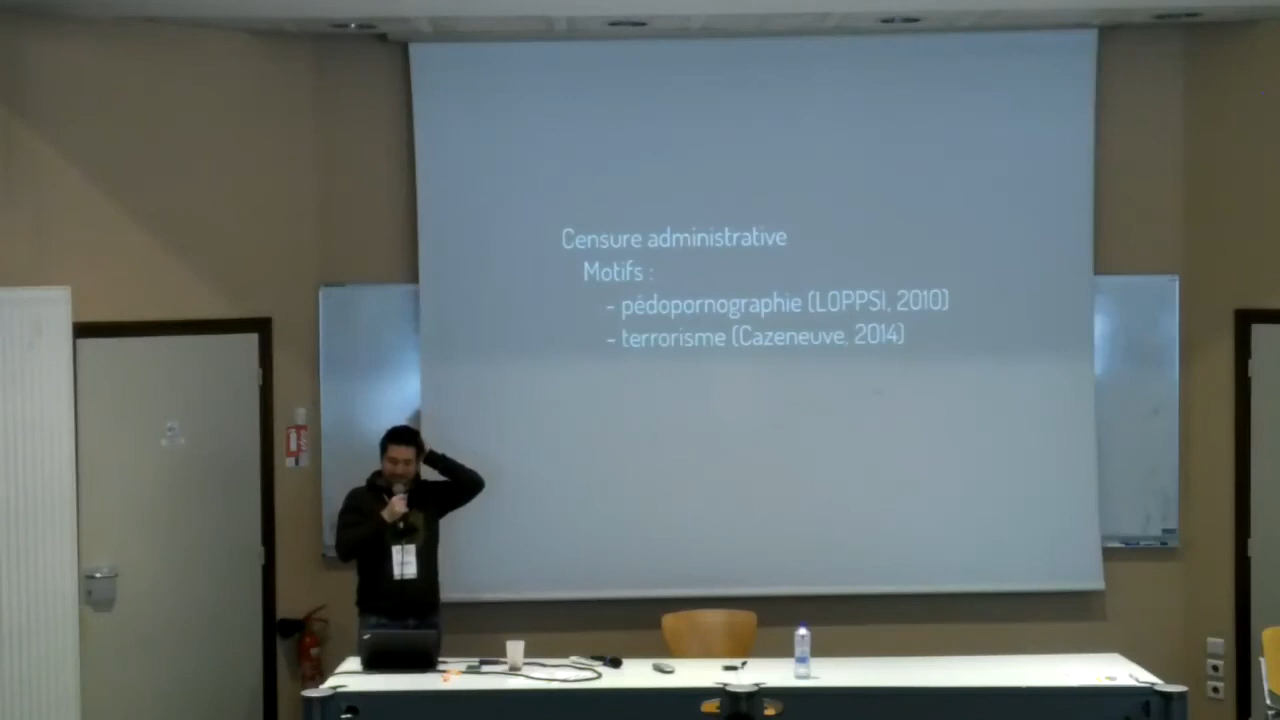 Censure administrative
Motifs :
- pédopornographie (LOPPSI, 2010)
- terrorisme (Cazeneuve, 2014)